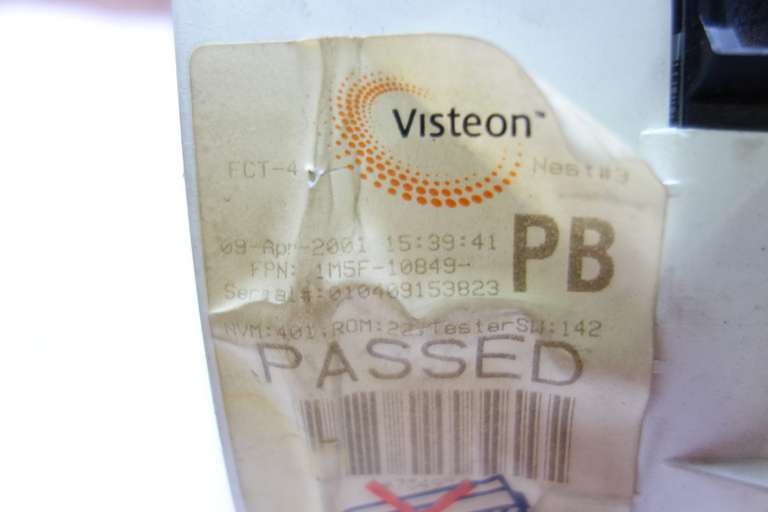 Visteon™
FCT-4 Nest#3
09-Apr-2001 15:39:41
PB
FPN: 1M5F-10849-
Serial#:010409153823
NVM:401,ROM:22,TesterSW:142
PASSED
L